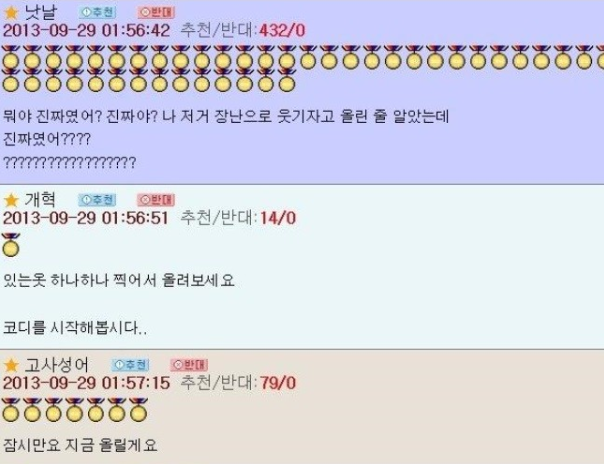 낫날 추천 반대
2013-09-29 01:56:42 추천/반대:432/0
뭐야 진짜였어? 진짜야? 나 저거 장난으로 웃기자고 올린 줄 알았는데
진짜였어????
??????????????????
개혁 추천 반대
2013-09-29 01:56:51 추천/반대:14/0
있는옷 하나하나 찍어서 올려보세요
코디를 시작해봅시다..
고사성어 추천 반대
2013-09-29 01:57:15 추천/반대:79/0
잠시만요 지금 올릴게요